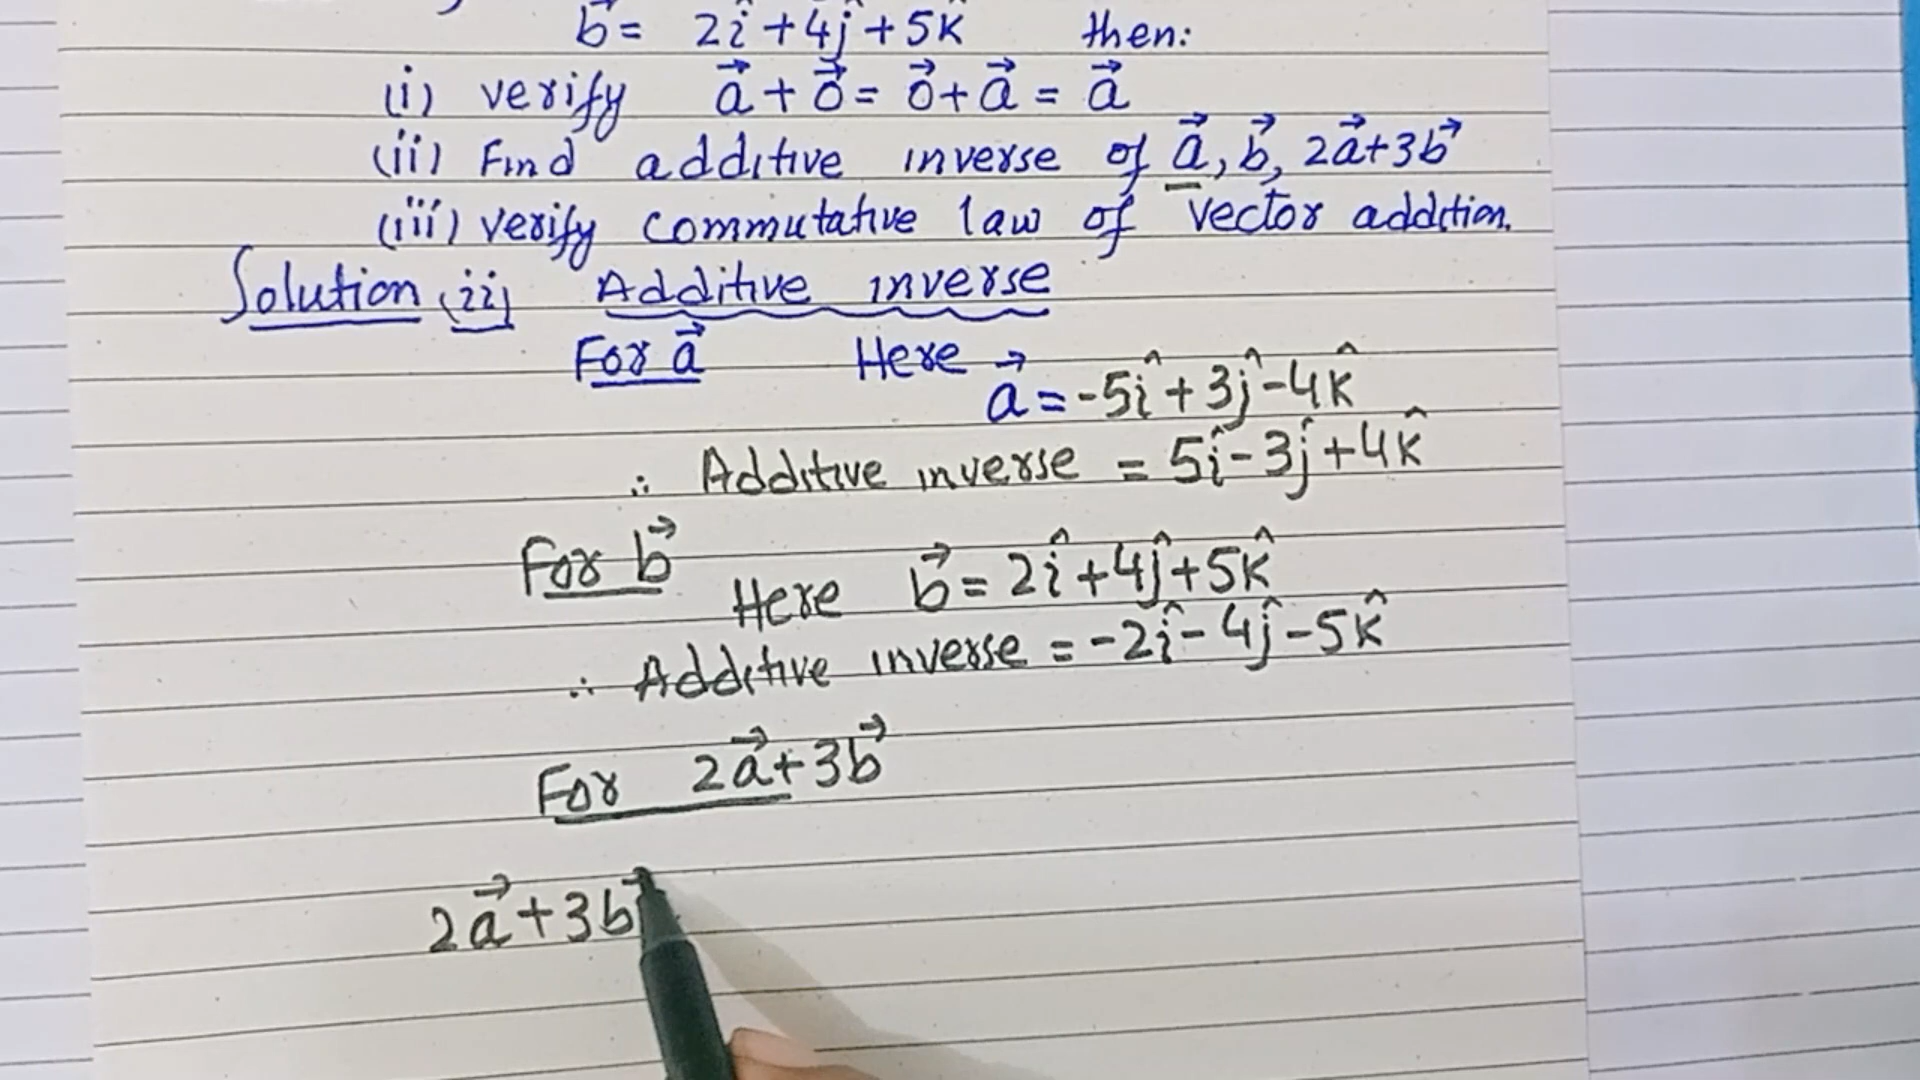 b⃗ = 2î + 4ĵ + 5k̂ then:
(i) verify a⃗ + 0⃗ = 0⃗ + a⃗ = a⃗
(ii) Find additive inverse of a⃗, b⃗, 2a⃗+3b⃗
(iii) verify commutative law of vector addition.
Solution (ii) Additive inverse
For a⃗ Here a⃗ = -5î + 3ĵ - 4k̂
∴ Additive inverse = 5î - 3ĵ + 4k̂
For b⃗
Here b⃗ = 2î + 4ĵ + 5k̂
∴ Additive inverse = -2î - 4ĵ - 5k̂
For 2a⃗ + 3b⃗
2a⃗ + 3b⃗